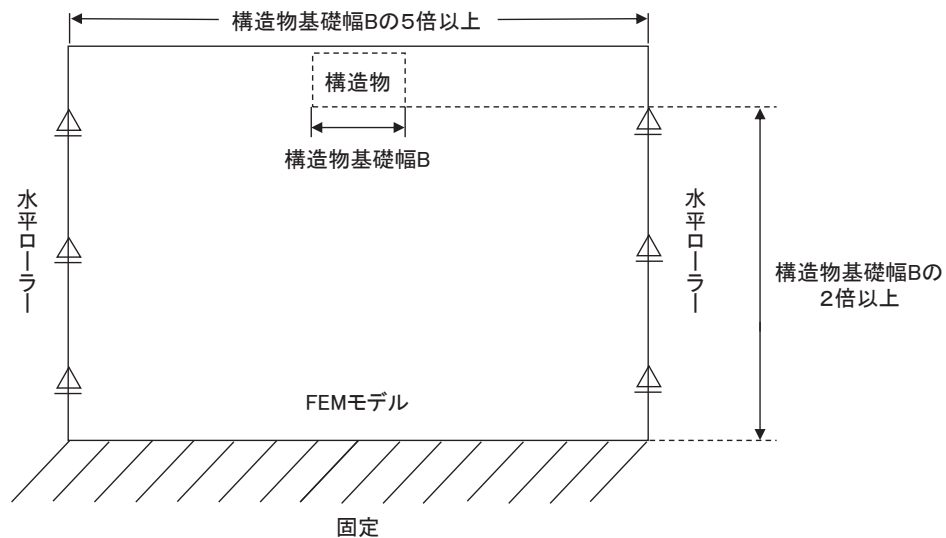 構造物基礎幅Bの5倍以上
構造物
構造物基礎幅B
水平ローラー
水平ローラー
構造物基礎幅Bの
2倍以上
FEMモデル
固定